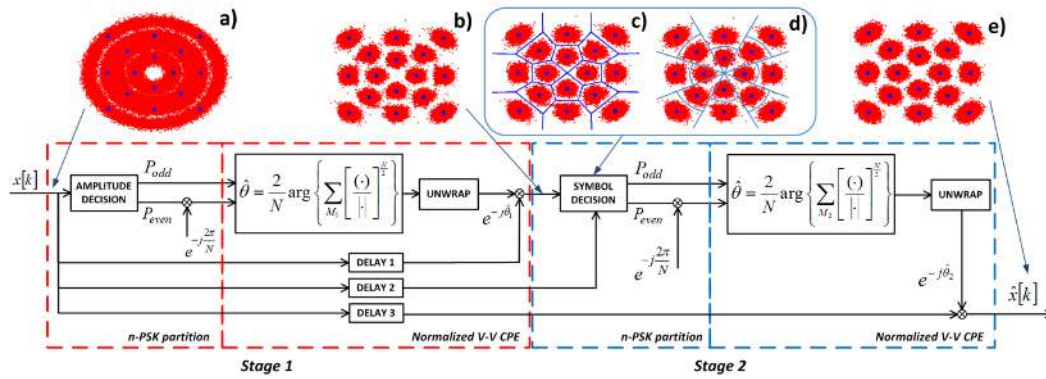 a)
b)
c)
d)
e)
x[k]
AMPLITUDE DECISION
P_odd
P_even
e^{-j2π/N}
θ̂ = 2/N arg { Σ_{M_1} [ (·)/|·| ]^{N/2} }
UNWRAP
e^{-jθ̂_1}
SYMBOL DECISION
P_odd
P_even
e^{-j2π/N}
θ̂ = 2/N arg { Σ_{M_2} [ (·)/|·| ]^{N/2} }
UNWRAP
e^{-jθ̂_2}
x̂[k]
DELAY 1
DELAY 2
DELAY 3
n-PSK partition
Normalized V-V CPE
n-PSK partition
Normalized V-V CPE
Stage 1
Stage 2